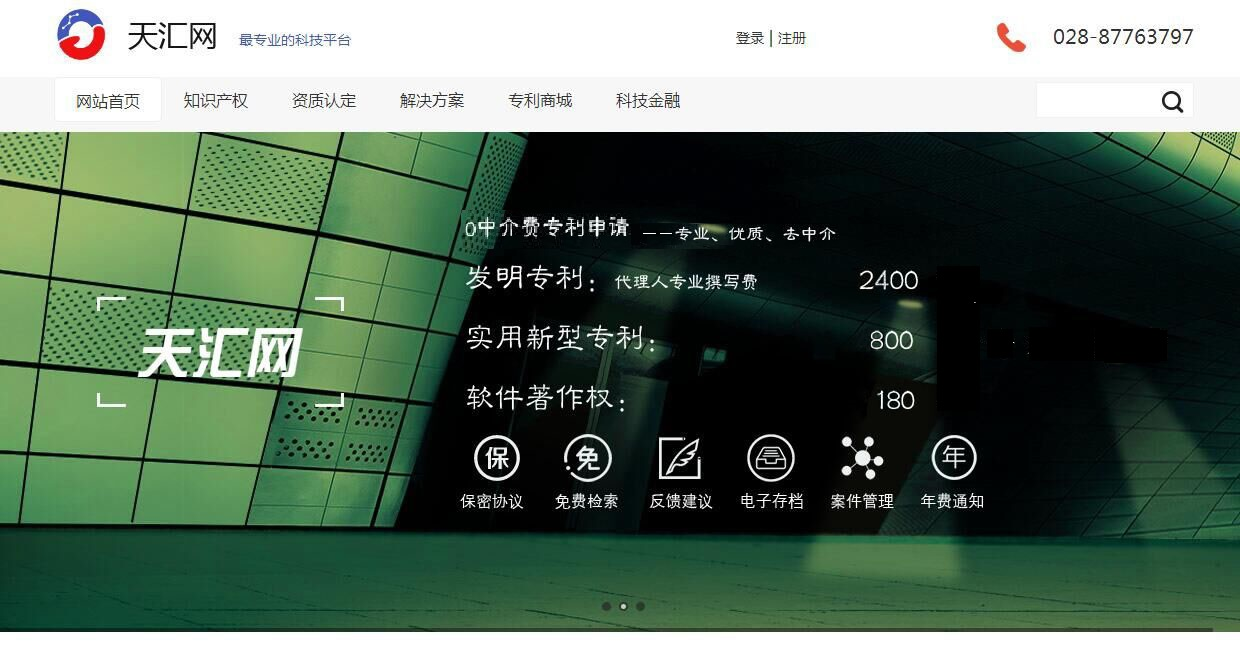 天汇网 最专业的科技平台 登录 | 注册 028-87763797
网站首页 知识产权 资质认定 解决方案 专利商城 科技金融
0中介费专利申请 ——专业、优质、去中介
发明专利：代理人专业撰写费 2400
天汇网
实用新型专利： 800
软件著作权： 180
保 免 年
保密协议 免费检索 反馈建议 电子存档 案件管理 年费通知